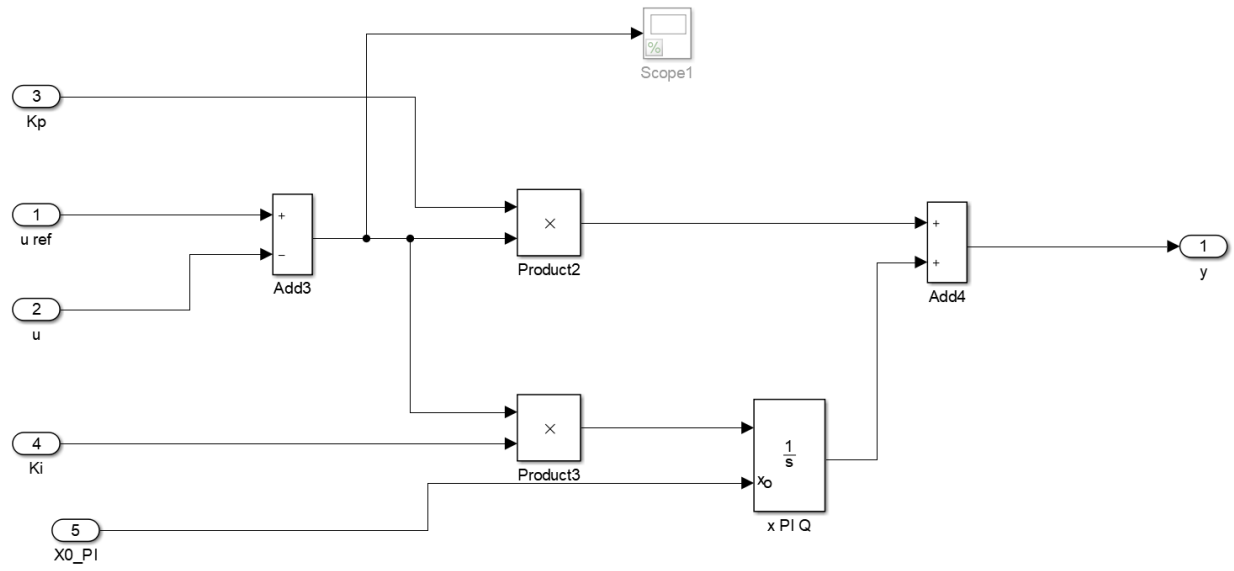 %
Scope1
3
Kp
1
u ref
+
−
Add3
2
u
×
Product2
+
+
Add4
1
y
4
Ki
×
Product3
1
s
xo
x PI Q
5
X0_PI